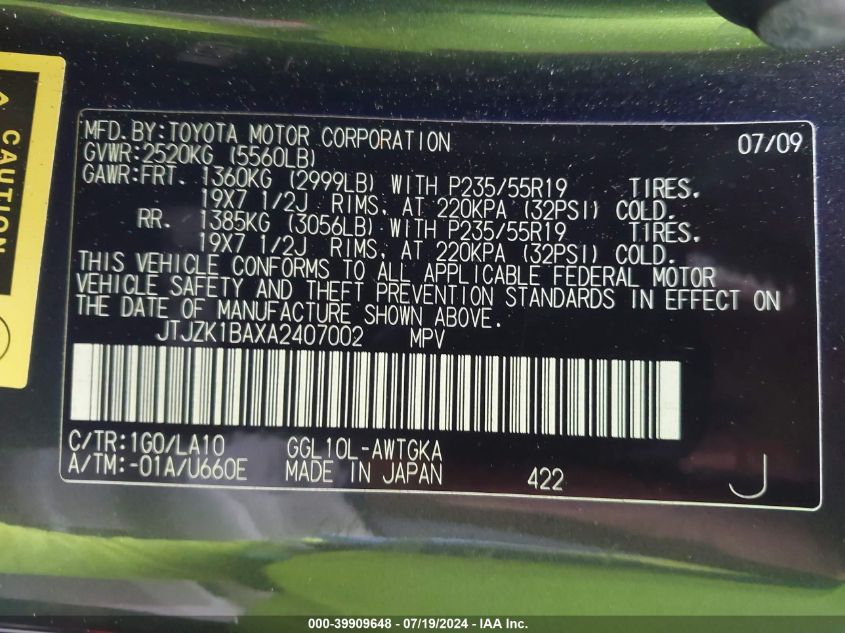 CAUTION
MFD.BY:TOYOTA MOTOR CORPORATION 07/09
GVWR:2520KG (5560LB)
GAWR:FRT. 1360KG (2999LB) WITH P235/55R19 TIRES.
19X7 1/2J RIMS, AT 220KPA (32PSI) COLD.
RR. 1385KG (3056LB) WITH P235/55R19 TIRES.
19X7 1/2J RIMS, AT 220KPA (32PSI) COLD.
THIS VEHICLE CONFORMS TO ALL APPLICABLE FEDERAL MOTOR
VEHICLE SAFETY AND THEFT PREVENTION STANDARDS IN EFFECT ON
THE DATE OF MANUFACTURE SHOWN ABOVE.
JTJZK1BAXA2407002 MPV
C/TR:1G0/LA10 GGL10L-AWTGKA
A/TM:-01A/U660E MADE IN JAPAN 422 J
000-39909648 - 07/19/2024 - IAA Inc.